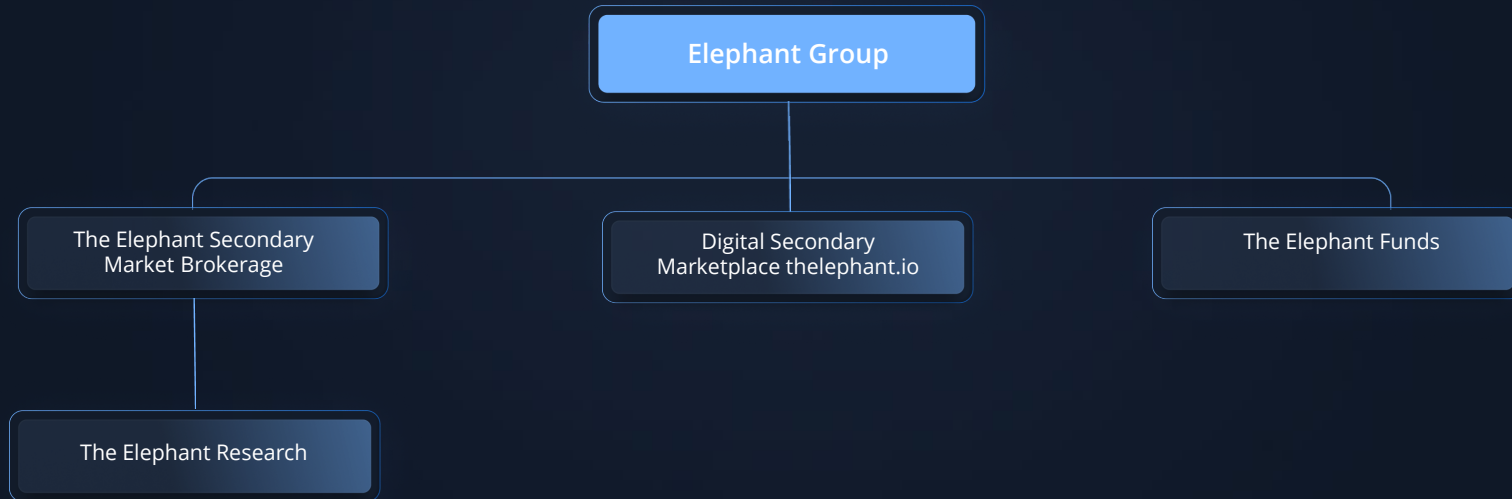 Elephant Group
The Elephant Secondary
Market Brokerage
Digital Secondary
Marketplace thelephant.io
The Elephant Funds
The Elephant Research